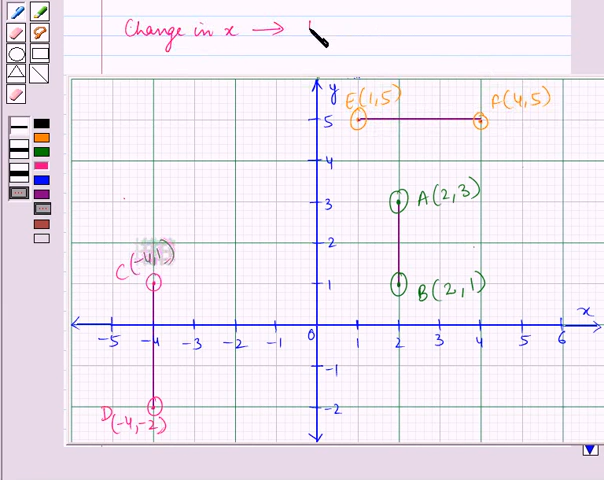 Change in x →
y
E(1,5) F(4,5)
5
4
3 A(2,3)
2
C(-4,1)
1 B(2,1)
x
-5 -4 -3 -2 -1 0 1 2 3 4 5 6
-1
-2
D(-4,-2)